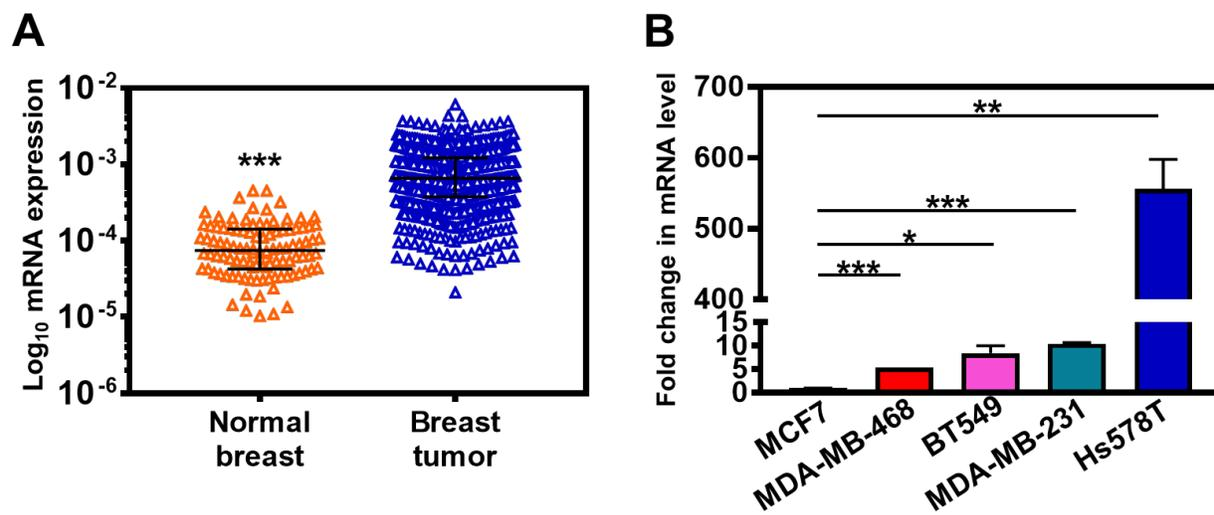 A
Log10 mRNA expression
10-2
10-3
10-4
10-5
10-6
***
Normal
breast
Breast
tumor
B
Fold change in mRNA level
700
600
500
400
15
10
5
0
**
***
*
***
MCF7
MDA-MB-468
BT549
MDA-MB-231
Hs578T